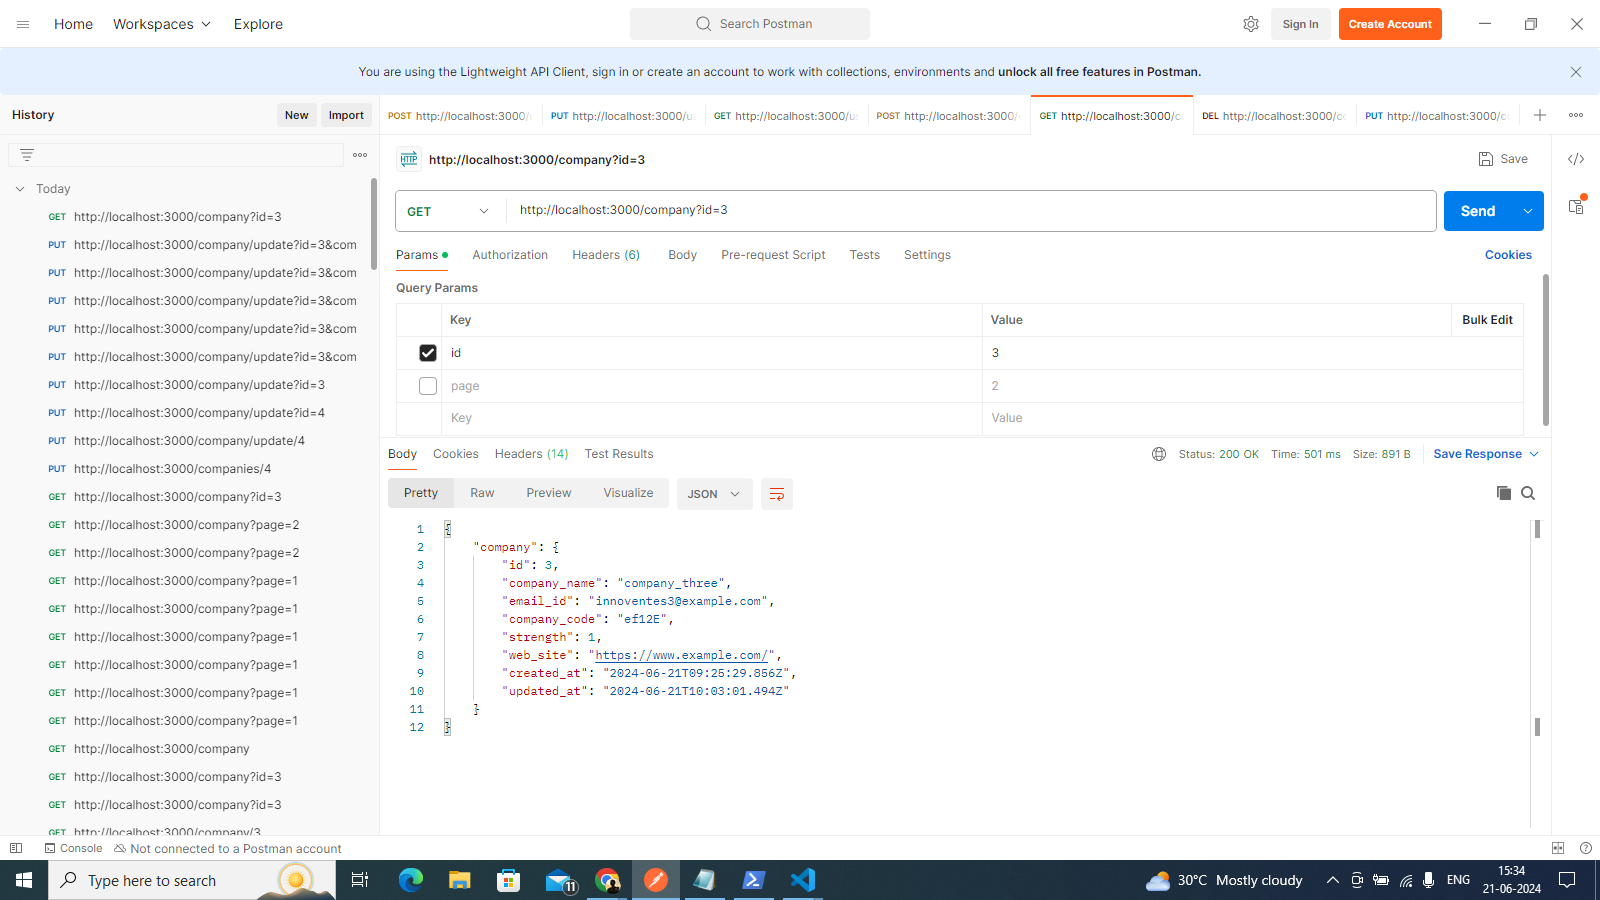 Home
Workspaces
Explore
Search Postman
Sign In
Create Account
You are using the Lightweight API Client, sign in or create an account to work with collections, environments and unlock all free features in Postman.
History
New
Import
POST http://localhost:3000/
PUT http://localhost:3000/u
GET http://localhost:3000/u
POST http://localhost:3000/
GET http://localhost:3000/c
DEL http://localhost:3000/c
PUT http://localhost:3000/c
HTTP http://localhost:3000/company?id=3
Save
Today
GET http://localhost:3000/company?id=3
PUT http://localhost:3000/company/update?id=3&com
PUT http://localhost:3000/company/update?id=3&com
PUT http://localhost:3000/company/update?id=3&com
PUT http://localhost:3000/company/update?id=3&com
PUT http://localhost:3000/company/update?id=3&com
PUT http://localhost:3000/company/update?id=3
PUT http://localhost:3000/company/update?id=4
PUT http://localhost:3000/company/update/4
PUT http://localhost:3000/companies/4
GET http://localhost:3000/company?id=3
GET http://localhost:3000/company?page=2
GET http://localhost:3000/company?page=2
GET http://localhost:3000/company?page=1
GET http://localhost:3000/company?page=1
GET http://localhost:3000/company?page=1
GET http://localhost:3000/company?page=1
GET http://localhost:3000/company?page=1
GET http://localhost:3000/company?page=1
GET http://localhost:3000/company
GET http://localhost:3000/company?id=3
GET http://localhost:3000/company?id=3
GET http://localhost:3000/company/3
GET
http://localhost:3000/company?id=3
Send
Params
Authorization
Headers (6)
Body
Pre-request Script
Tests
Settings
Cookies
Query Params
Key
Value
Bulk Edit
id
3
page
2
Key
Value
Body
Cookies
Headers (14)
Test Results
Status: 200 OK
Time: 501 ms
Size: 891 B
Save Response
Pretty
Raw
Preview
Visualize
JSON
1 {
2 "company": {
3 "id": 3,
4 "company_name": "company_three",
5 "email_id": "innoventes3@example.com",
6 "company_code": "ef12E",
7 "strength": 1,
8 "web_site": "https://www.example.com/",
9 "created_at": "2024-06-21T09:25:29.856Z",
10 "updated_at": "2024-06-21T10:03:01.494Z"
11 }
12 }
Console
Not connected to a Postman account
Type here to search
11
30°C Mostly cloudy
ENG
15:34
21-06-2024